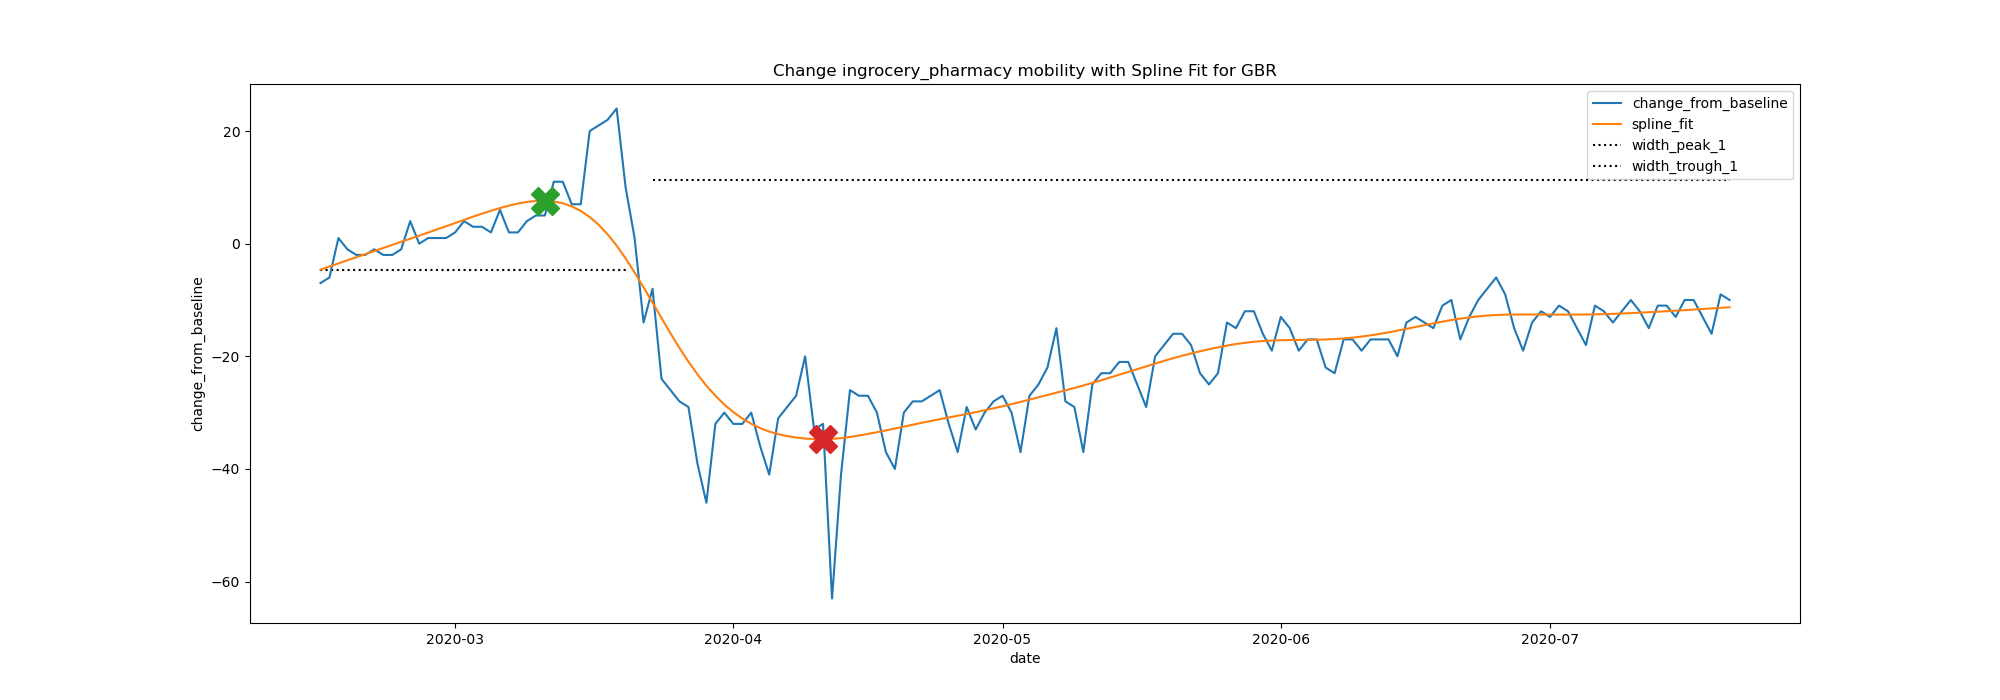 Change ingrocery_pharmacy mobility with Spline Fit for GBR
change_from_baseline
spline_fit
width_peak_1
width_trough_1
20
0
−20
−40
−60
change_from_baseline
2020-03
2020-04
2020-05
2020-06
2020-07
date